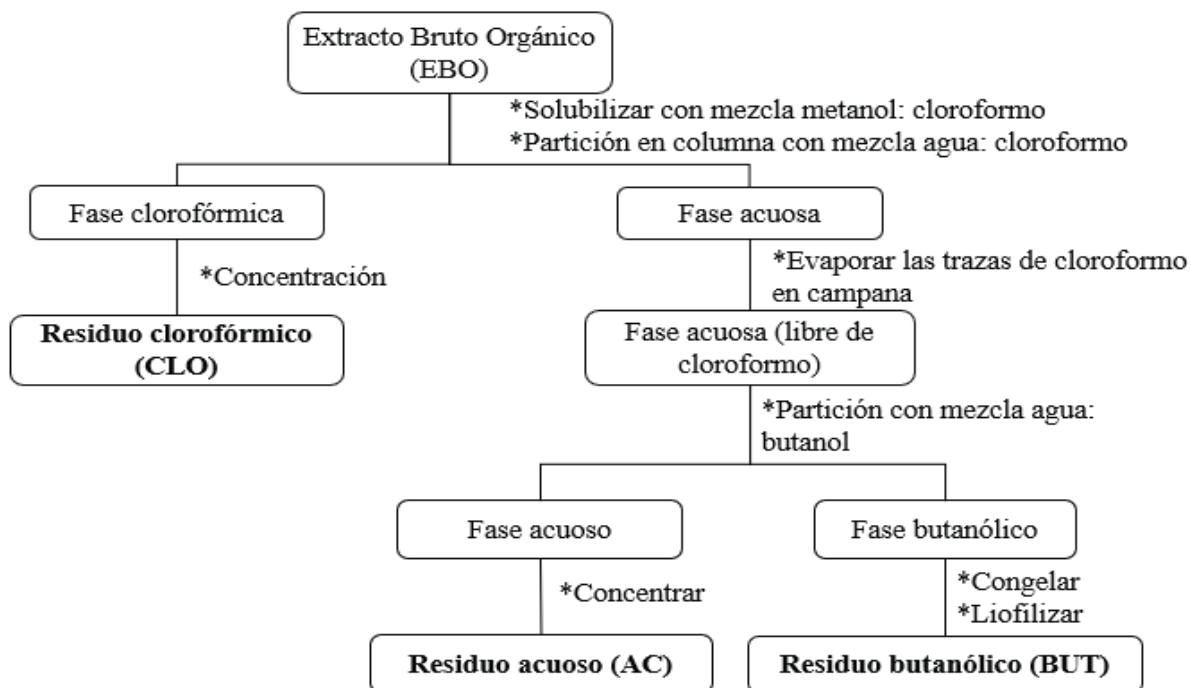 Extracto Bruto Orgánico
(EBO)
*Solubilizar con mezcla metanol: cloroformo
*Partición en columna con mezcla agua: cloroformo
Fase clorofórmica
Fase acuosa
*Concentración
*Evaporar las trazas de cloroformo
en campana
Residuo clorofórmico
(CLO)
Fase acuosa (libre de
cloroformo)
*Partición con mezcla agua:
butanol
Fase acuoso
Fase butanólico
*Concentrar
*Congelar
*Liofilizar
Residuo acuoso (AC)
Residuo butanólico (BUT)